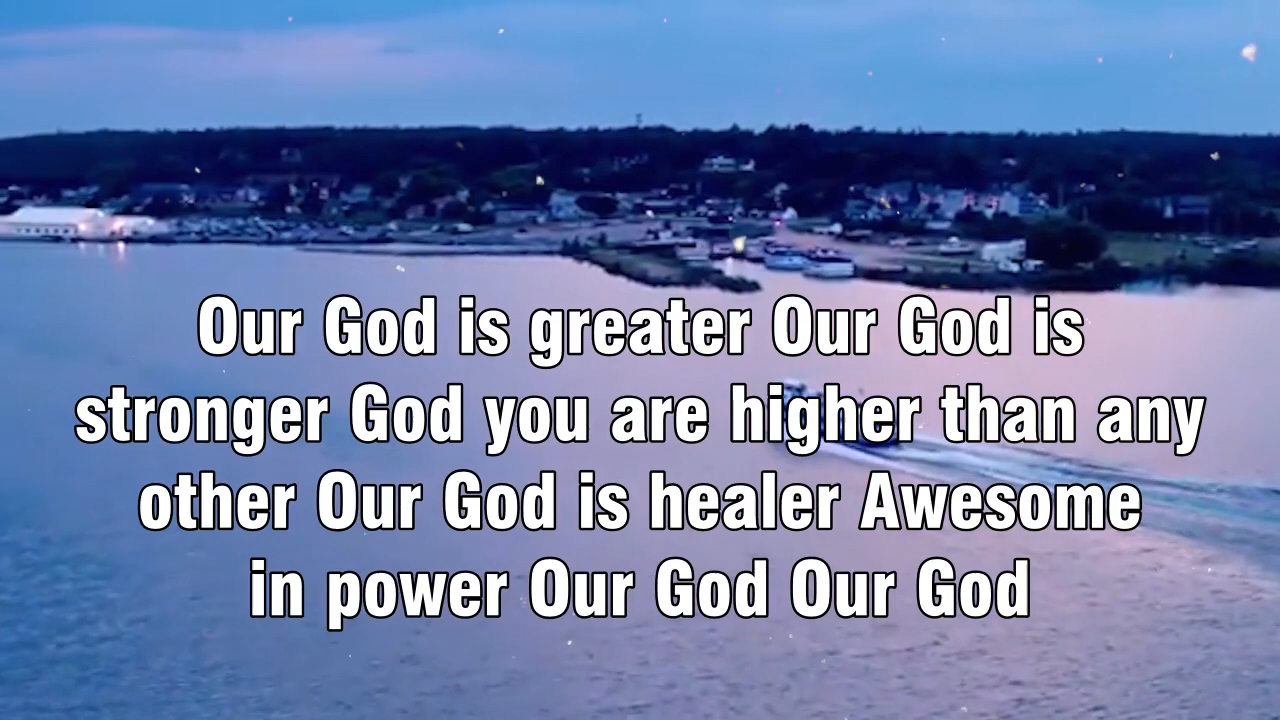 Our God is greater Our God is
stronger God you are higher than any
other Our God is healer Awesome
in power Our God Our God